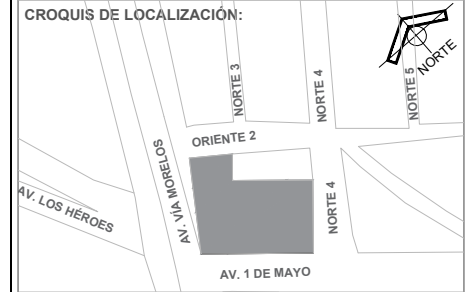 CROQUIS DE LOCALIZACIÓN:
NORTE
NORTE 3
NORTE 4
NORTE 5
ORIENTE 2
AV. VÍA MORELOS
AV. LOS HÉROES
NORTE 4
AV. 1 DE MAYO